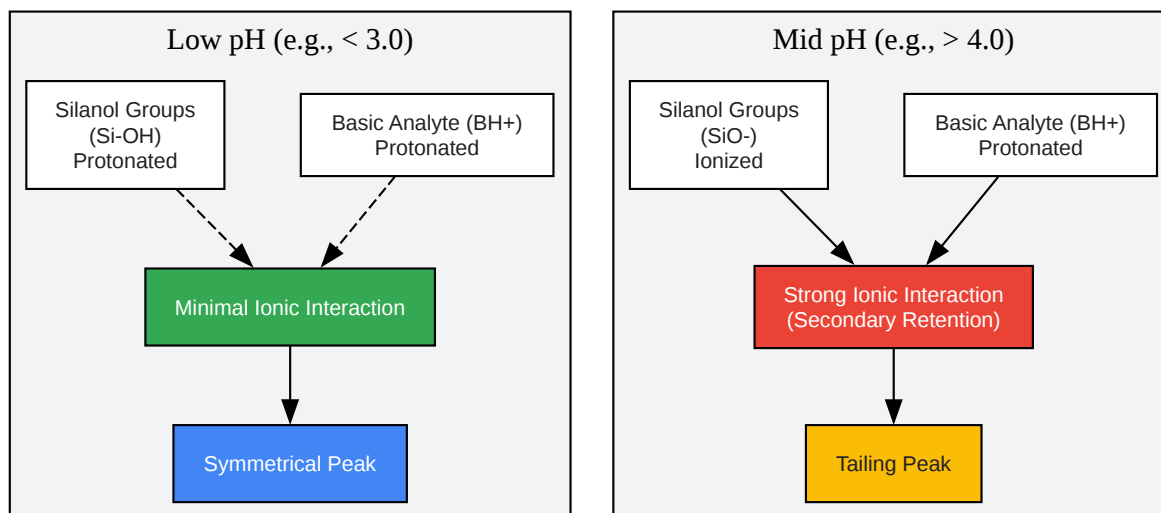 Low pH (e.g., < 3.0)
Silanol Groups
(Si-OH)
Protonated
Basic Analyte (BH+)
Protonated
Minimal Ionic Interaction
Symmetrical Peak
Mid pH (e.g., > 4.0)
Silanol Groups
(SiO-)
Ionized
Basic Analyte (BH+)
Protonated
Strong Ionic Interaction
(Secondary Retention)
Tailing Peak